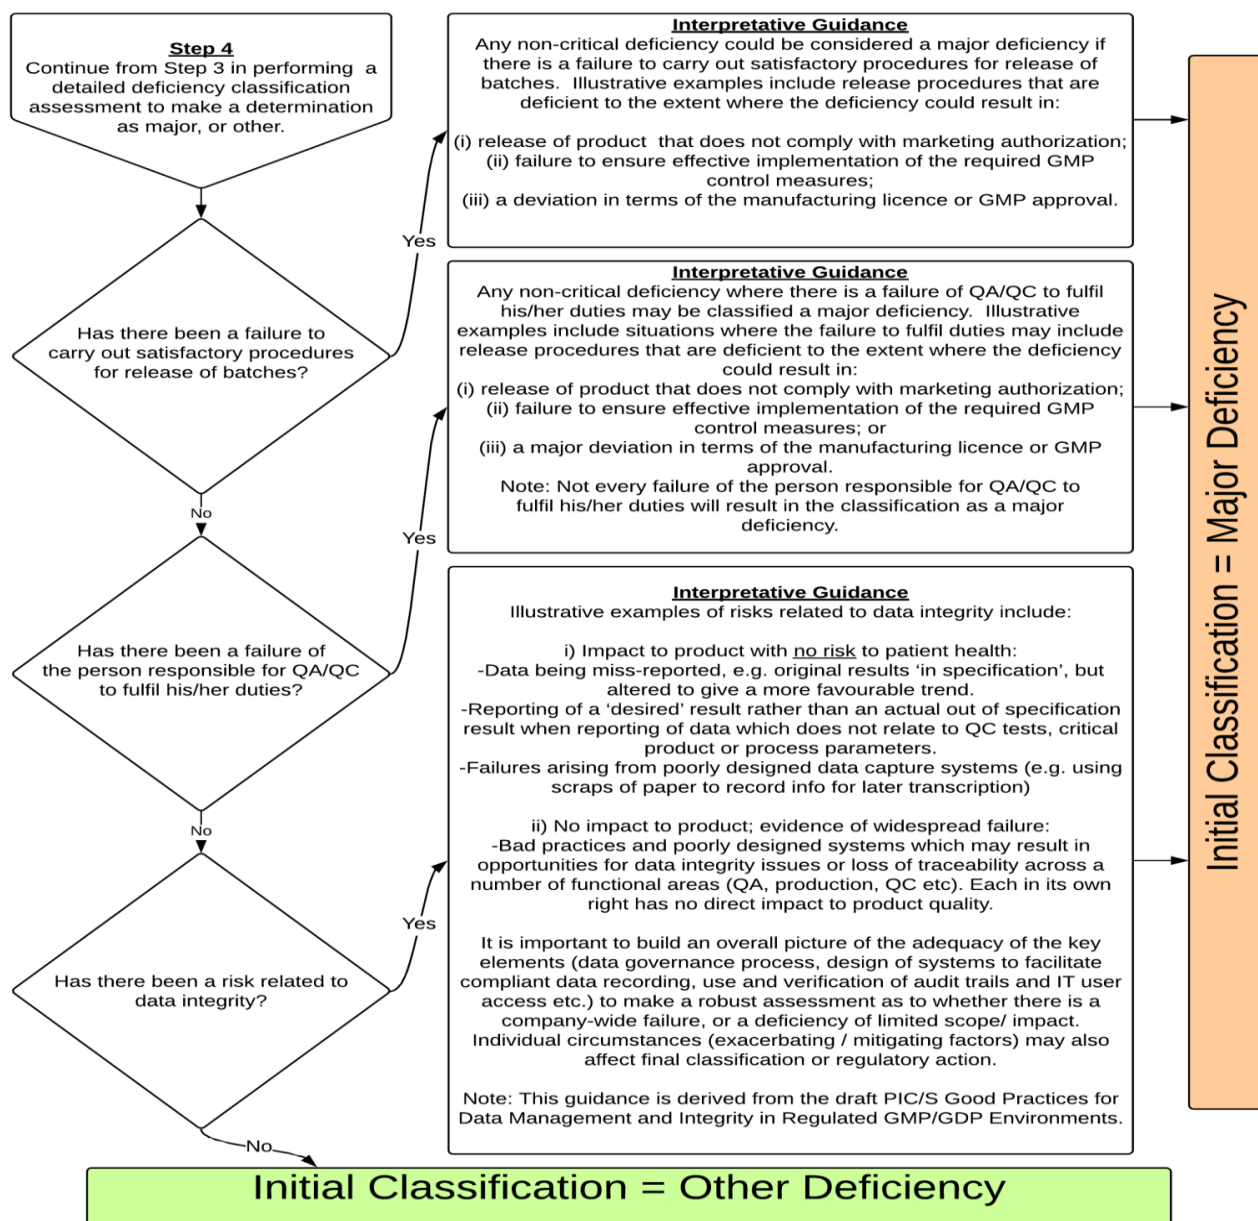 Step 4
Continue from Step 3 in performing a
detailed deficiency classification
assessment to make a determination
as major, or other.
Interpretative Guidance
Any non-critical deficiency could be considered a major deficiency if
there is a failure to carry out satisfactory procedures for release of
batches. Illustrative examples include release procedures that are
deficient to the extent where the deficiency could result in:
(i) release of product that does not comply with marketing authorization;
(ii) failure to ensure effective implementation of the required GMP
control measures;
(iii) a deviation in terms of the manufacturing licence or GMP approval.
Yes
Has there been a failure to
carry out satisfactory procedures
for release of batches?
No
Interpretative Guidance
Any non-critical deficiency where there is a failure of QA/QC to fulfil
his/her duties may be classified a major deficiency. Illustrative
examples include situations where the failure to fulfil duties may include
release procedures that are deficient to the extent where the deficiency
could result in:
(i) release of product that does not comply with marketing authorization;
(ii) failure to ensure effective implementation of the required GMP
control measures; or
(iii) a major deviation in terms of the manufacturing licence or GMP
approval.
Note: Not every failure of the person responsible for QA/QC to
fulfil his/her duties will result in the classification as a major
deficiency.
Yes
Has there been a failure of
the person responsible for QA/QC
to fulfil his/her duties?
No
Interpretative Guidance
Illustrative examples of risks related to data integrity include:
i) Impact to product with no risk to patient health:
-Data being miss-reported, e.g. original results ‘in specification’, but
altered to give a more favourable trend.
-Reporting of a ‘desired’ result rather than an actual out of specification
result when reporting of data which does not relate to QC tests, critical
product or process parameters.
-Failures arising from poorly designed data capture systems (e.g. using
scraps of paper to record info for later transcription)
ii) No impact to product; evidence of widespread failure:
-Bad practices and poorly designed systems which may result in
opportunities for data integrity issues or loss of traceability across a
number of functional areas (QA, production, QC etc). Each in its own
right has no direct impact to product quality.
It is important to build an overall picture of the adequacy of the key
elements (data governance process, design of systems to facilitate
compliant data recording, use and verification of audit trails and IT user
access etc.) to make a robust assessment as to whether there is a
company-wide failure, or a deficiency of limited scope/ impact.
Individual circumstances (exacerbating / mitigating factors) may also
affect final classification or regulatory action.
Note: This guidance is derived from the draft PIC/S Good Practices for
Data Management and Integrity in Regulated GMP/GDP Environments.
Yes
Has there been a risk related to
data integrity?
No
Initial Classification = Major Deficiency
Initial Classification = Other Deficiency